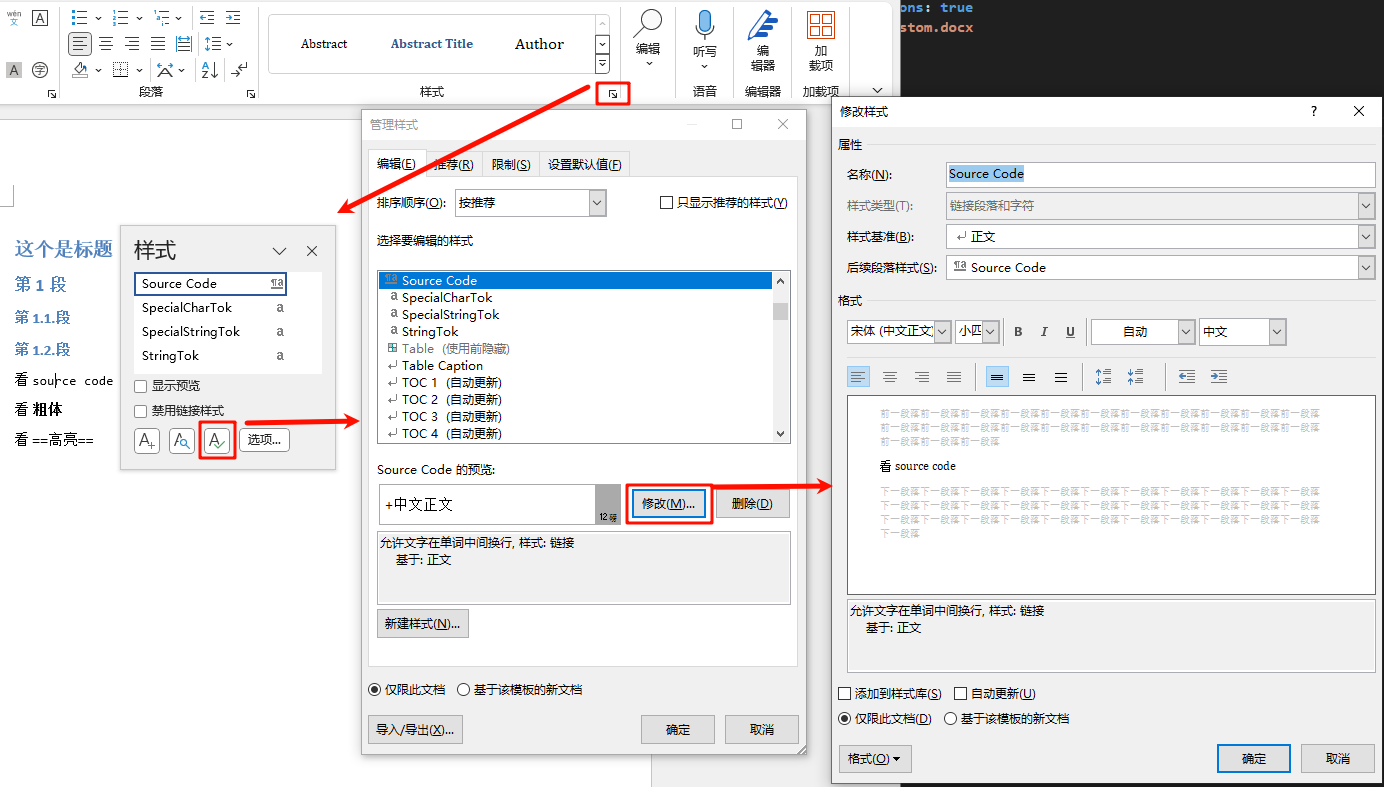 ons: true
stom.docx
wén
文
A
A
字
段落
Abstract
Abstract Title
Author
样式
编辑
听写
语音
编
辑器
编辑器
加
载项
加载项
这个是标题
第 1 段
第 1.1.段
第 1.2.段
看 source code
看 粗体
看 ==高亮==
样式
Source Code
SpecialCharTok
SpecialStringTok
StringTok
显示预览
禁用链接样式
选项...
管理样式
编辑(E)
推荐(R)
限制(S)
设置默认值(F)
排序顺序(O):
按推荐
只显示推荐的样式(Y)
选择要编辑的样式
Source Code
SpecialCharTok
SpecialStringTok
StringTok
Table (使用前隐藏)
Table Caption
TOC 1 (自动更新)
TOC 2 (自动更新)
TOC 3 (自动更新)
TOC 4 (自动更新)
Source Code 的预览:
+中文正文
12 磅
修改(M)...
删除(D)
允许文字在单词中间换行, 样式: 链接
基于: 正文
新建样式(N)...
仅限此文档
基于该模板的新文档
导入/导出(X)...
确定
取消
修改样式
?
属性
名称(N):
Source Code
样式类型(T):
链接段落和字符
样式基准(B):
正文
后续段落样式(S):
Source Code
格式
宋体 (中文正文)
小四
B
I
U
自动
中文
前一段落前一段落前一段落前一段落前一段落前一段落前一段落前一段落前一段落前一段落前一段落
前一段落前一段落前一段落前一段落前一段落前一段落前一段落前一段落前一段落前一段落前一段落
前一段落前一段落前一段落
看 source code
下一段落下一段落下一段落下一段落下一段落下一段落下一段落下一段落下一段落下一段落下一段落
下一段落下一段落下一段落下一段落下一段落下一段落下一段落下一段落下一段落下一段落下一段落
下一段落下一段落下一段落下一段落下一段落下一段落下一段落下一段落下一段落下一段落下一段落
下一段落
允许文字在单词中间换行, 样式: 链接
基于: 正文
添加到样式库(S)
自动更新(U)
仅限此文档(D)
基于该模板的新文档
格式(O)
确定
取消